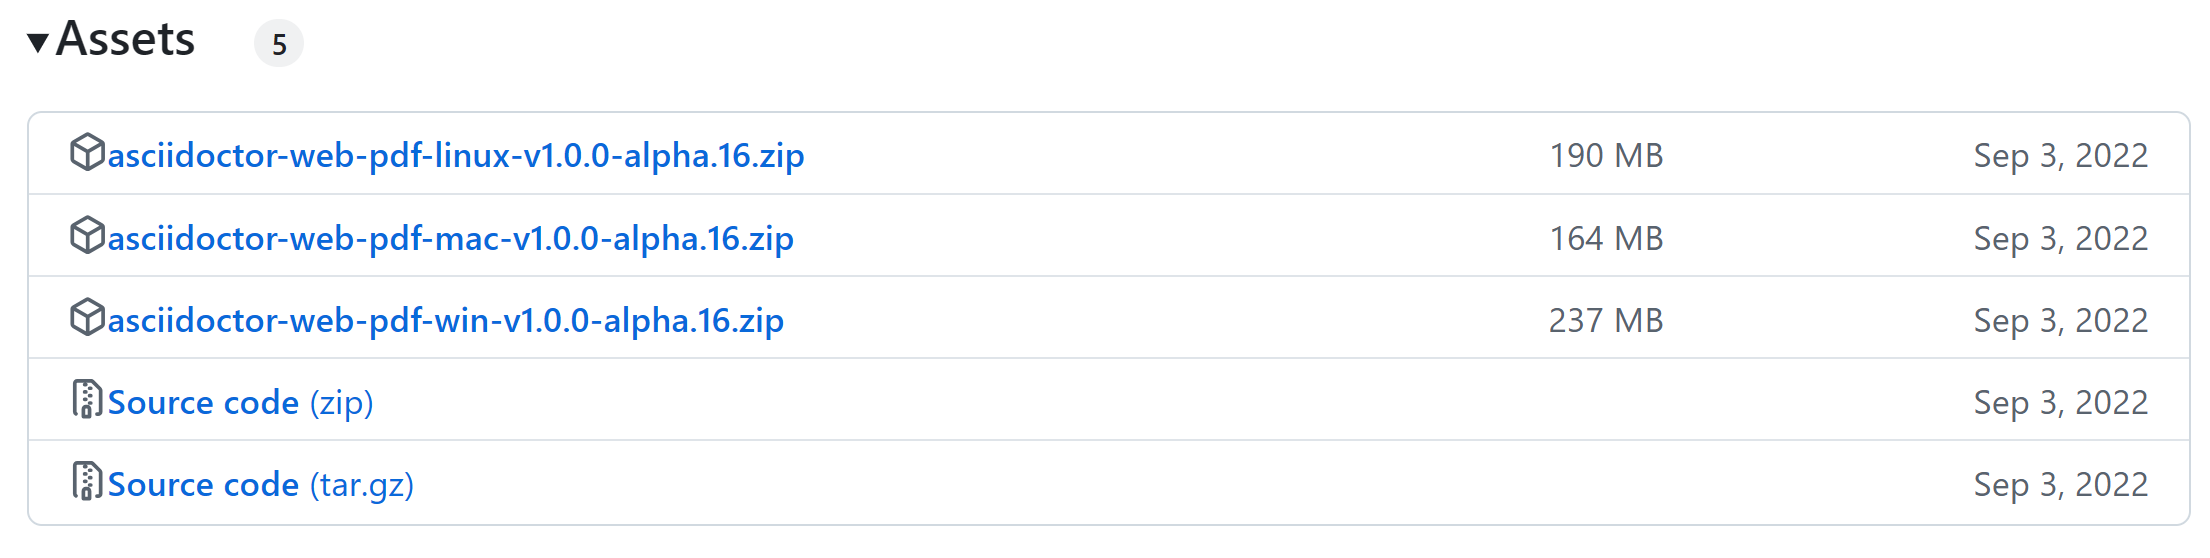 Assets 5
asciidoctor-web-pdf-linux-v1.0.0-alpha.16.zip 190 MB Sep 3, 2022
asciidoctor-web-pdf-mac-v1.0.0-alpha.16.zip 164 MB Sep 3, 2022
asciidoctor-web-pdf-win-v1.0.0-alpha.16.zip 237 MB Sep 3, 2022
Source code (zip) Sep 3, 2022
Source code (tar.gz) Sep 3, 2022